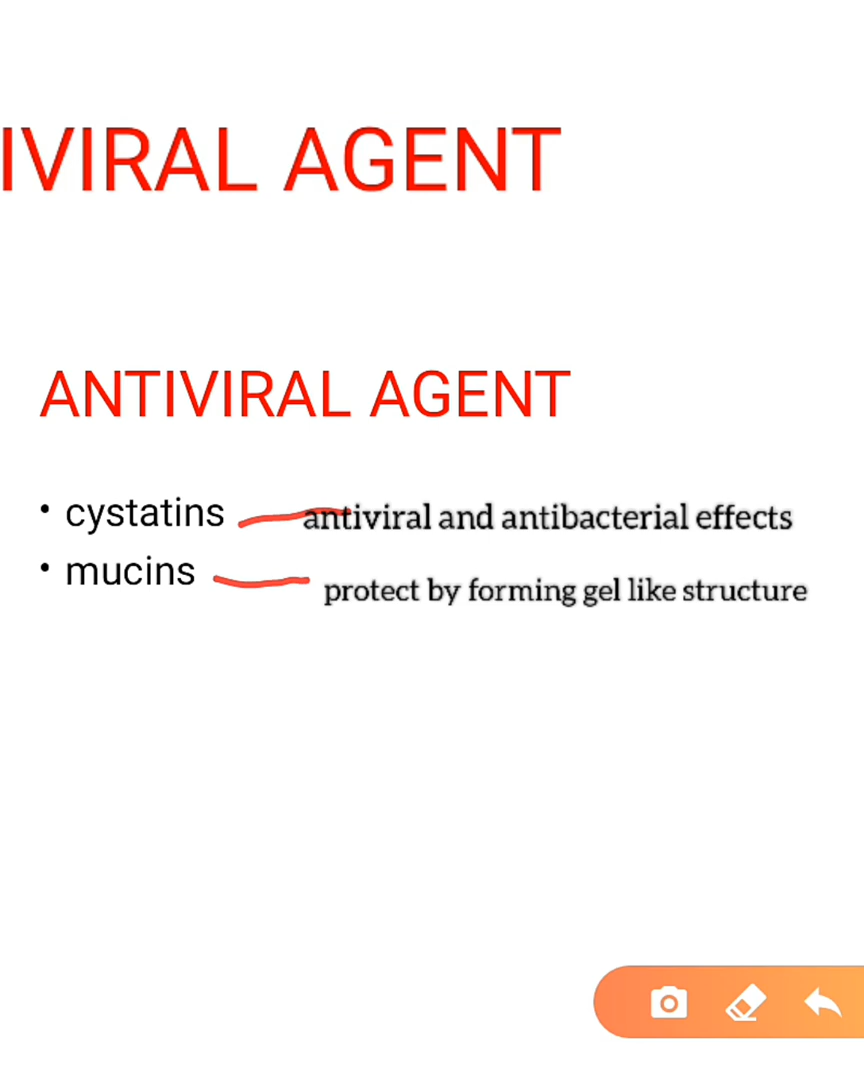 IVIRAL AGENT
ANTIVIRAL AGENT
• cystatins antiviral and antibacterial effects
• mucins protect by forming gel like structure